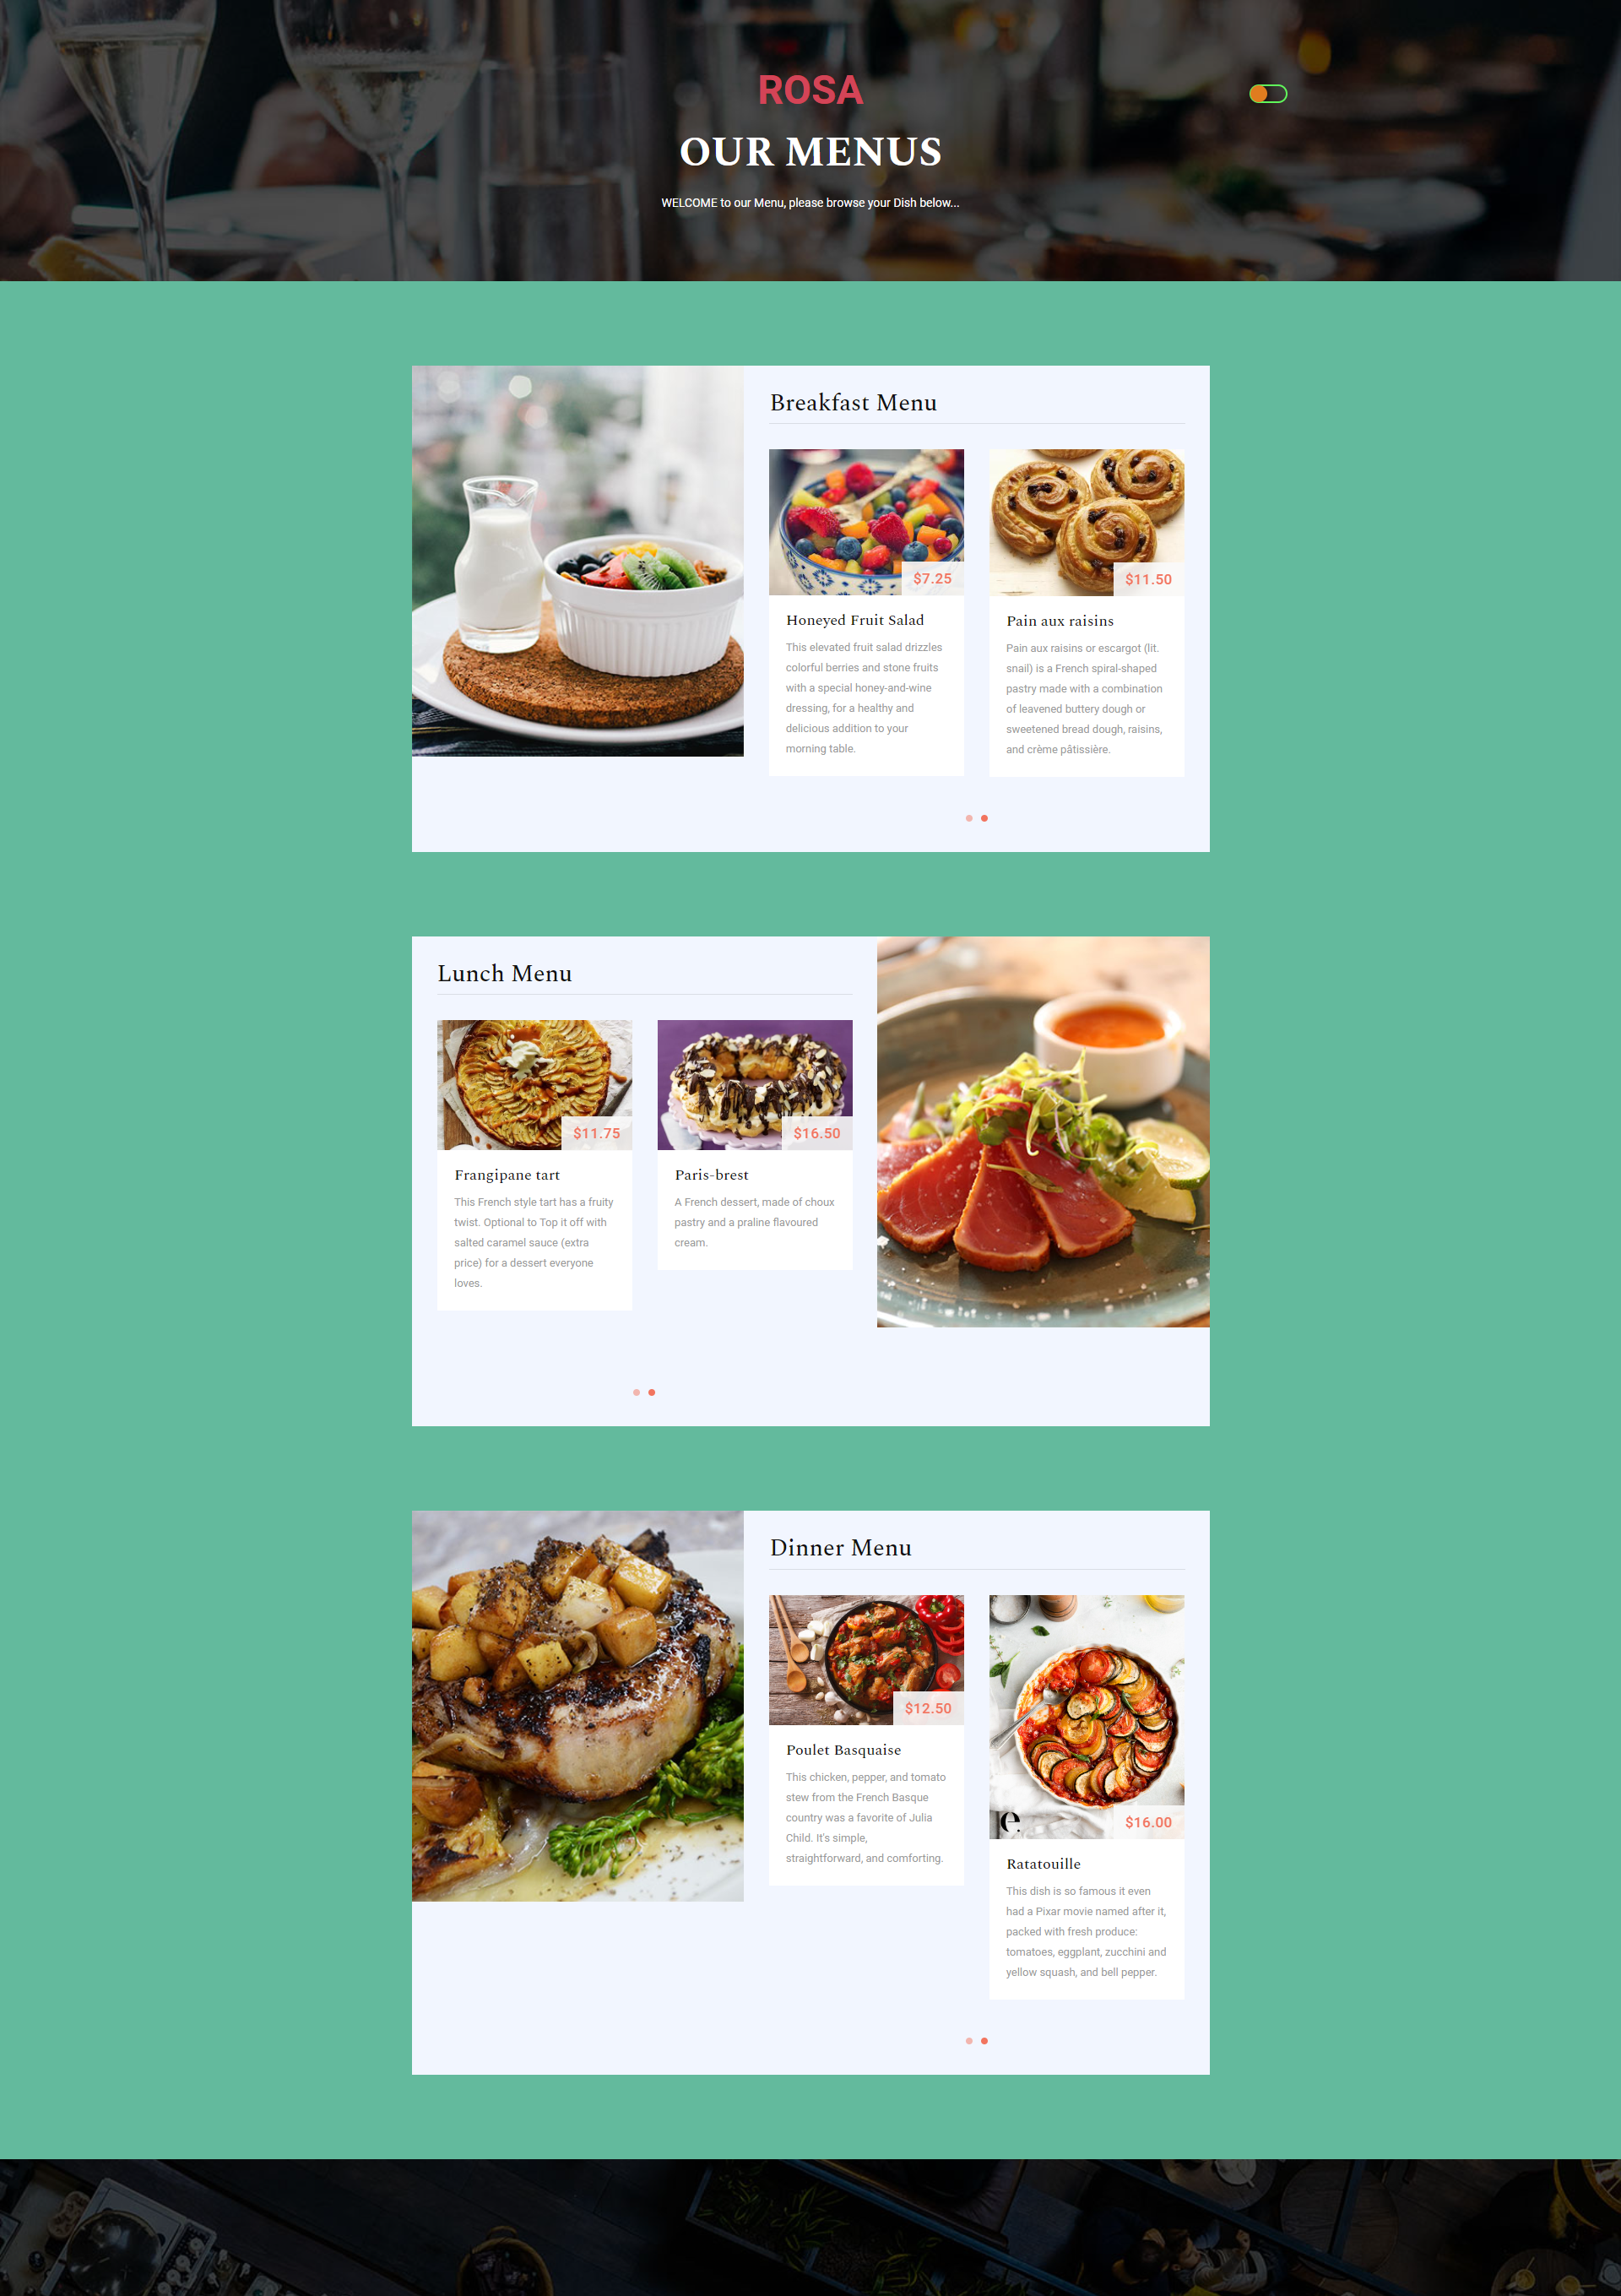 ROSA
OUR MENUS
WELCOME to our Menu, please browse your Dish below...
Breakfast Menu
$7.25
Honeyed Fruit Salad
This elevated fruit salad drizzles
colorful berries and stone fruits
with a special honey-and-wine
dressing, for a healthy and
delicious addition to your
morning table.
$11.50
Pain aux raisins
Pain aux raisins or escargot (lit.
snail) is a French spiral-shaped
pastry made with a combination
of leavened buttery dough or
sweetened bread dough, raisins,
and crème pâtissière.
Lunch Menu
$11.75
Frangipane tart
This French style tart has a fruity
twist. Optional to Top it off with
salted caramel sauce (extra
price) for a dessert everyone
loves.
$16.50
Paris-brest
A French dessert, made of choux
pastry and a praline flavoured
cream.
Dinner Menu
$12.50
Poulet Basquaise
This chicken, pepper, and tomato
stew from the French Basque
country was a favorite of Julia
Child. It's simple,
straightforward, and comforting.
e.
$16.00
Ratatouille
This dish is so famous it even
had a Pixar movie named after it,
packed with fresh produce:
tomatoes, eggplant, zucchini and
yellow squash, and bell pepper.